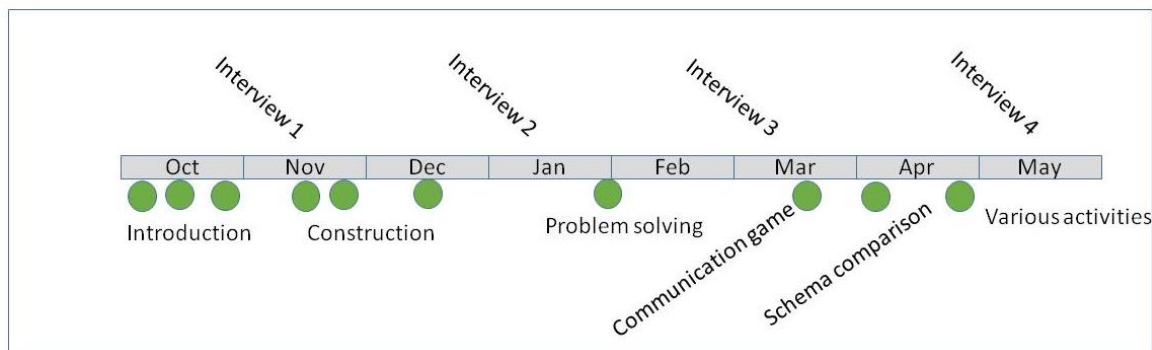 Interview 1
Interview 2
Interview 3
Interview 4
Oct Nov Dec Jan Feb Mar Apr May
Introduction
Construction
Problem solving
Communication game
Schema comparison
Various activities